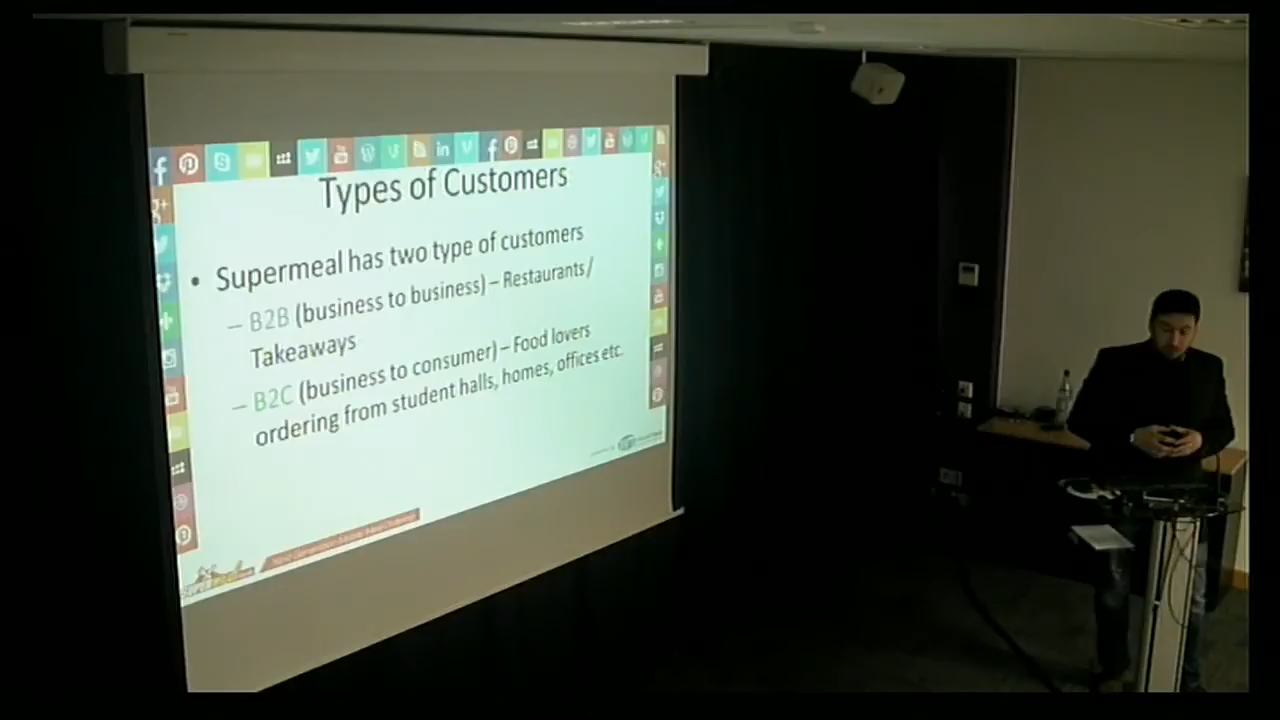 Types of Customers
• Supermeal has two type of customers
– B2B (business to business) – Restaurants/
Takeaways
– B2C (business to consumer) – Food lovers
ordering from student halls, homes, offices etc.